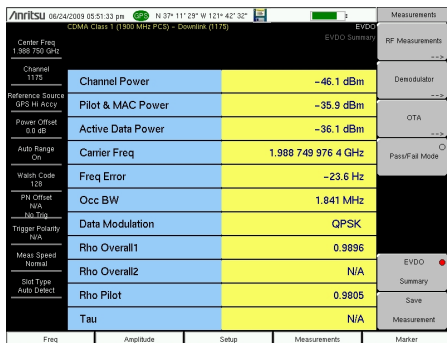 Anritsu 06/24/2009 05:51:33 pm GPS N 37° 11' 29" W 121° 42' 32"
Measurements
CDMA Class 1 (1900 MHz PCS) - Downlink (1175)
EVDO
EVDO Summary
Center Freq
1.988 750 GHz
Channel
1175
Reference Source
GPS Hi Accy
Power Offset
0.0 dB
Auto Range
On
Walsh Code
128
PN Offset
N/A
No Trig
Trigger Polarity
N/A
Meas Speed
Normal
Slot Type
Auto Detect
Channel Power -46.1 dBm
Pilot & MAC Power -35.9 dBm
Active Data Power -36.1 dBm
Carrier Freq 1.988 749 976 4 GHz
Freq Error -23.6 Hz
Occ BW 1.841 MHz
Data Modulation QPSK
Rho Overall1 0.9896
Rho Overall2 N/A
Rho Pilot 0.9805
Tau N/A
RF Measurements
-->
Demodulator
-->
OTA
-->
Pass/Fail Mode
EVDO
Summary
Save
Measurement
Freq Amplitude Setup Measurements Marker